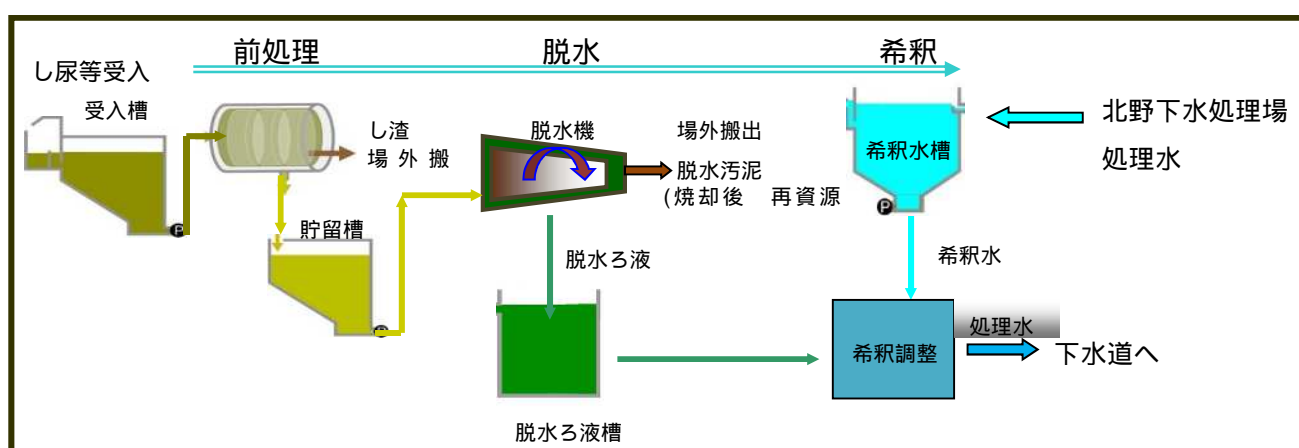 前処理
脱水
希釈
し尿等受入
受入槽
し渣
場外搬
貯留槽
脱水機
場外搬出
脱水汚泥
(焼却後 再資源
脱水ろ液
脱水ろ液槽
希釈水槽
北野下水処理場
処理水
P
P
P
希釈水
希釈調整
処理水
下水道へ